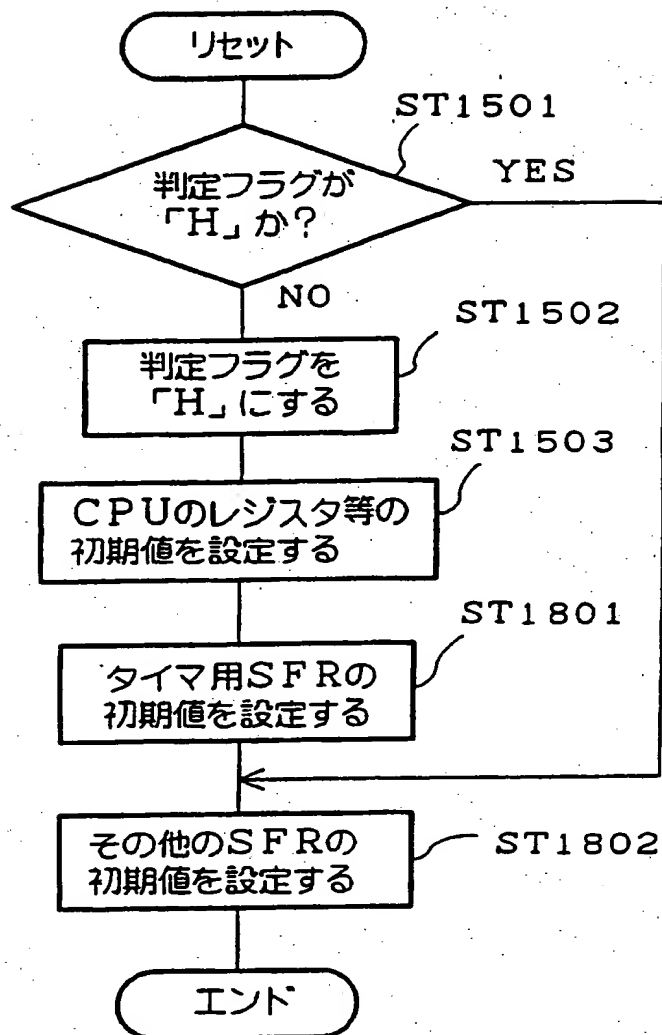 リセット
ST1501
判定フラグが
「H」か?
YES
NO
ST1502
判定フラグを
「H」にする
ST1503
CPUのレジスタ等の
初期値を設定する
ST1801
タイマ用SFRの
初期値を設定する
その他のSFRの
初期値を設定する
ST1802
エンド